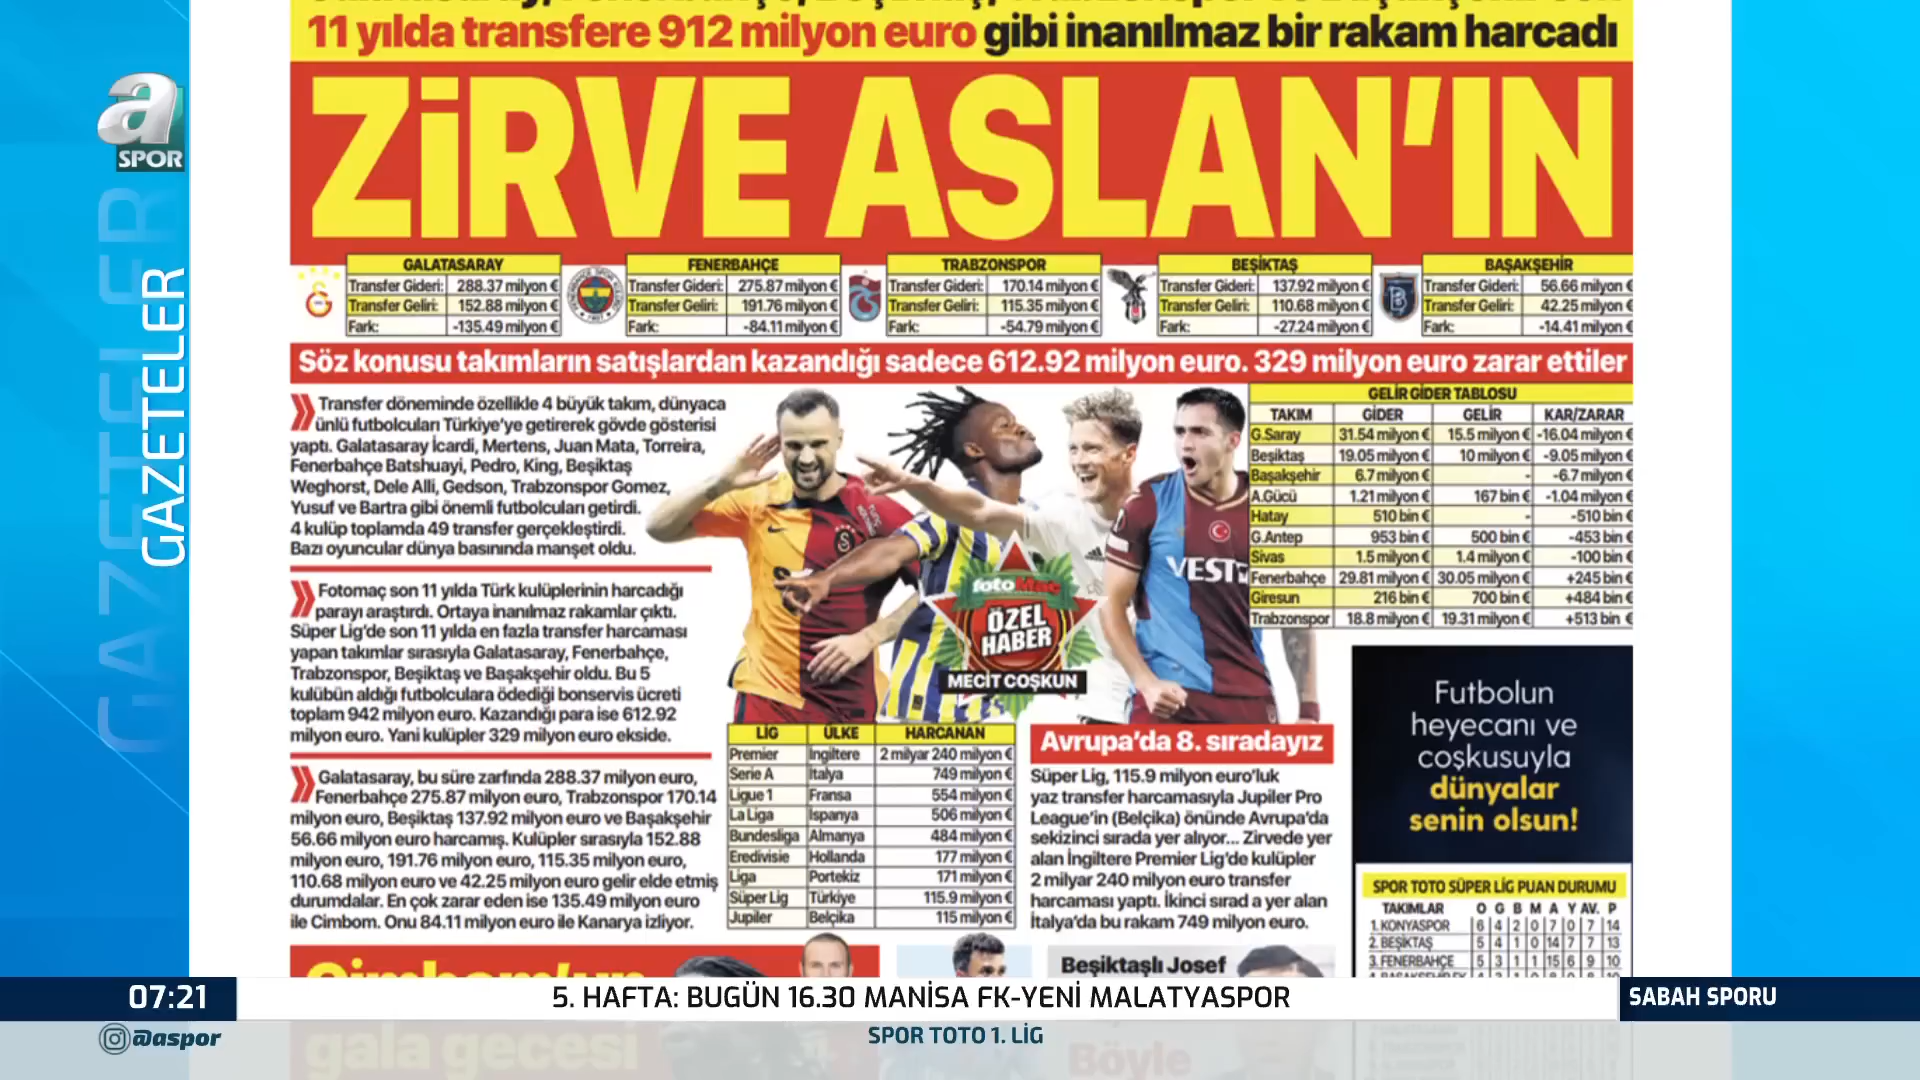 11 yılda transfere 912 milyon euro gibi inanılmaz bir rakam harcadı
ZİRVE ASLAN'IN
a
SPOR
GAZETELER
GAZETELER
GALATASARAY
Transfer Gideri: 288.37 milyon €
Transfer Geliri: 152.88 milyon €
Fark: -135.49 milyon €
FENERBAHÇE
Transfer Gideri: 275.87 milyon €
Transfer Geliri: 191.76 milyon €
Fark: -84.11 milyon €
TRABZONSPOR
Transfer Gideri: 170.14 milyon €
Transfer Geliri: 115.35 milyon €
Fark: -54.79 milyon €
BEŞİKTAŞ
Transfer Gideri: 137.92 milyon €
Transfer Geliri: 110.68 milyon €
Fark: -27.24 milyon €
BAŞAKŞEHİR
Transfer Gideri: 56.66 milyon €
Transfer Geliri: 42.25 milyon €
Fark: -14.41 milyon €
Söz konusu takımların satışlardan kazandığı sadece 612.92 milyon euro. 329 milyon euro zarar ettiler
Transfer döneminde özellikle 4 büyük takım, dünyaca
ünlü futbolcuları Türkiye'ye getirerek gövde gösterisi
yaptı. Galatasaray İcardi, Mertens, Juan Mata, Torreira,
Fenerbahçe Batshuayi, Pedro, King, Beşiktaş
Weghorst, Dele Alli, Gedson, Trabzonspor Gomez,
Yusuf ve Bartra gibi önemli futbolcuları getirdi.
4 kulüp toplamda 49 transfer gerçekleştirdi.
Bazı oyuncular dünya basınında manşet oldu.
Fotomaç son 11 yılda Türk kulüplerinin harcadığı
parayı araştırdı. Ortaya inanılmaz rakamlar çıktı.
Süper Lig'de son 11 yılda en fazla transfer harcaması
yapan takımlar sırasıyla Galatasaray, Fenerbahçe,
Trabzonspor, Beşiktaş ve Başakşehir oldu. Bu 5
kulübün aldığı futbolculara ödediği bonservis ücreti
toplam 942 milyon euro. Kazandığı para ise 612.92
milyon euro. Yani kulüpler 329 milyon euro ekside.
Galatasaray, bu süre zarfında 288.37 milyon euro,
Fenerbahçe 275.87 milyon euro, Trabzonspor 170.14
milyon euro, Beşiktaş 137.92 milyon euro ve Başakşehir
56.66 milyon euro harcamış. Kulüpler sırasıyla 152.88
milyon euro, 191.76 milyon euro, 115.35 milyon euro,
110.68 milyon euro ve 42.25 milyon euro gelir elde etmiş
durumdalar. En çok zarar eden ise 135.49 milyon euro
ile Cimbom. Onu 84.11 milyon euro ile Kanarya izliyor.
VEST
fotoMaç
ÖZEL
HABER
MECİT COŞKUN
GELİR GİDER TABLOSU
TAKIM GİDER GELİR KAR/ZARAR
G.Saray 31.54 milyon € 15.5 milyon € -16.04 milyon €
Beşiktaş 19.05 milyon € 10 milyon € -9.05 milyon €
Başakşehir 6.7 milyon € - -6.7 milyon €
A.Gücü 1.21 milyon € 167 bin € -1.04 milyon €
Hatay 510 bin € - -510 bin €
G.Antep 953 bin € 500 bin € -453 bin €
Sivas 1.5 milyon € 1.4 milyon € -100 bin €
Fenerbahçe 29.81 milyon € 30.05 milyon € +245 bin €
Giresun 216 bin € 700 bin € +484 bin €
Trabzonspor 18.8 milyon € 19.31 milyon € +513 bin €
LİG ÜLKE HARCANAN
Premier İngiltere 2 milyar 240 milyon €
Serie A İtalya 749 milyon €
Ligue 1 Fransa 554 milyon €
La Liga İspanya 506 milyon €
Bundesliga Almanya 484 milyon €
Eredivisie Hollanda 177 milyon €
Liga Portekiz 171 milyon €
Süper Lig Türkiye 115.9 milyon €
Jupiler Belçika 115 milyon €
Avrupa'da 8. sıradayız
Süper Lig, 115.9 milyon euro'luk
yaz transfer harcamasıyla Jupiler Pro
League'in (Belçika) önünde Avrupa'da
sekizinci sırada yer alıyor... Zirvede yer
alan İngiltere Premier Lig'de kulüpler
2 milyar 240 milyon euro transfer
harcaması yaptı. İkinci sırad a yer alan
İtalya'da bu rakam 749 milyon euro.
Futbolun
heyecanı ve
coşkusuyla
dünyalar
senin olsun!
SPOR TOTO SÜPER LİG PUAN DURUMU
TAKIMLAR O G B M A Y AV. P
1. KONYASPOR 6 4 2 0 7 0 7 14
2. BEŞİKTAŞ 5 4 1 0 14 7 7 13
3. FENERBAHÇE 5 3 1 1 15 6 9 10
Cimbom'un
gala gecesi
Beşiktaşlı Josef
Böyle
07:21
5. HAFTA: BUGÜN 16.30 MANİSA FK-YENİ MALATYASPOR
SABAH SPORU
@aspor
SPOR TOTO 1. LİG